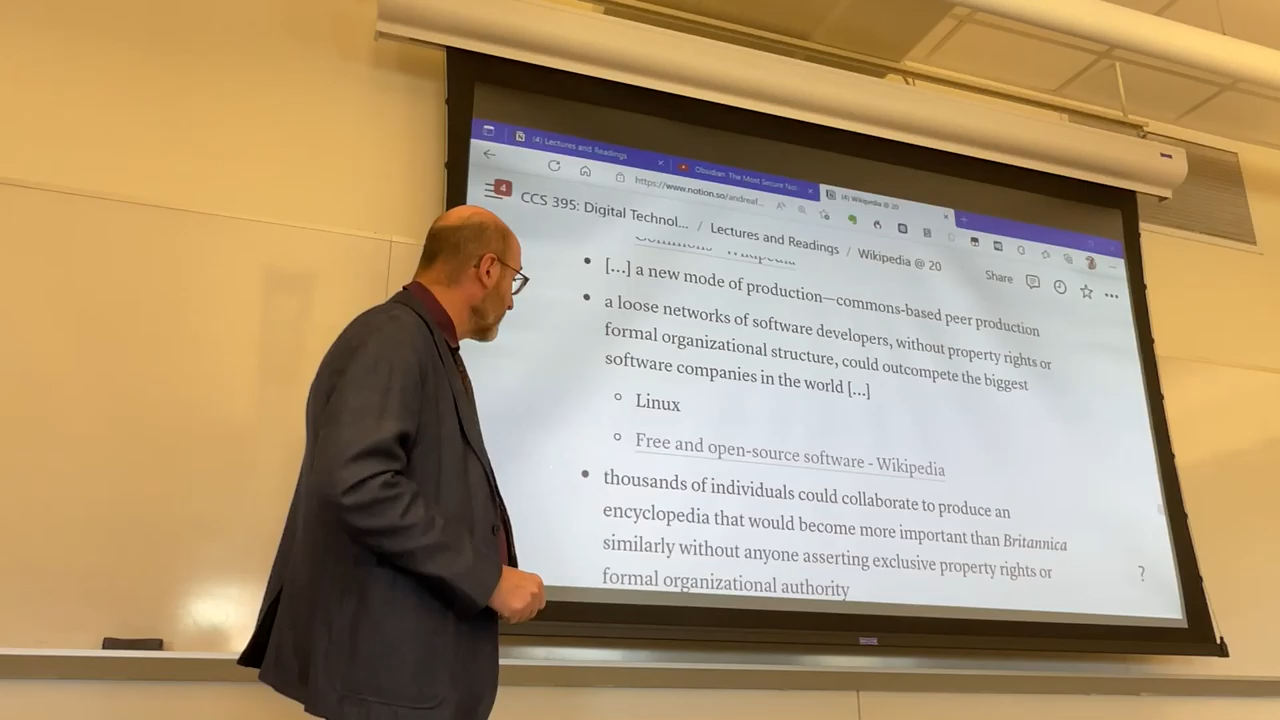 (4) Lectures and Readings
Obsidian: The Most Secure Not
(4) Wikipedia @ 20
https://www.notion.so/andreaf...
4
CCS 395: Digital Technol... / Lectures and Readings / Wikipedia @ 20
Share
Commons - Wikipedia
[...] a new mode of production—commons-based peer production
a loose networks of software developers, without property rights or
formal organizational structure, could outcompete the biggest
software companies in the world [...]
Linux
Free and open-source software - Wikipedia
thousands of individuals could collaborate to produce an
encyclopedia that would become more important than Britannica
similarly without anyone asserting exclusive property rights or
formal organizational authority
?